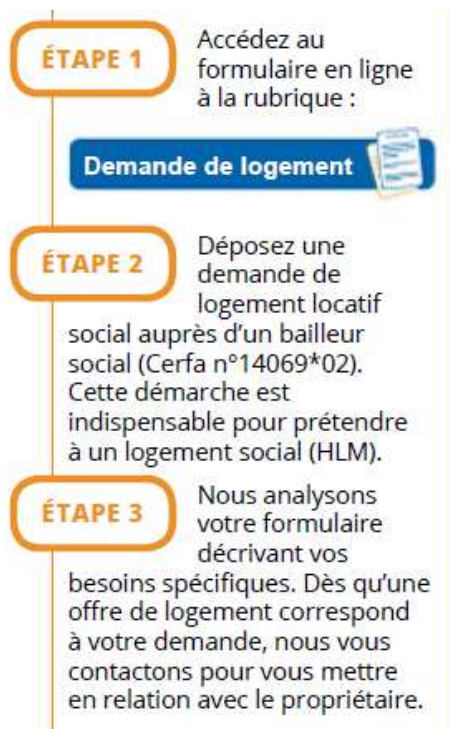 ÉTAPE 1
Accédez au
formulaire en ligne
à la rubrique :
Demande de logement
ÉTAPE 2
Déposez une
demande de
logement locatif
social auprès d’un bailleur
social (Cerfa n°14069*02).
Cette démarche est
indispensable pour prétendre
à un logement social (HLM).
ÉTAPE 3
Nous analysons
votre formulaire
décrivant vos
besoins spécifiques. Dès qu’une
offre de logement correspond
à votre demande, nous vous
contactons pour vous mettre
en relation avec le propriétaire.